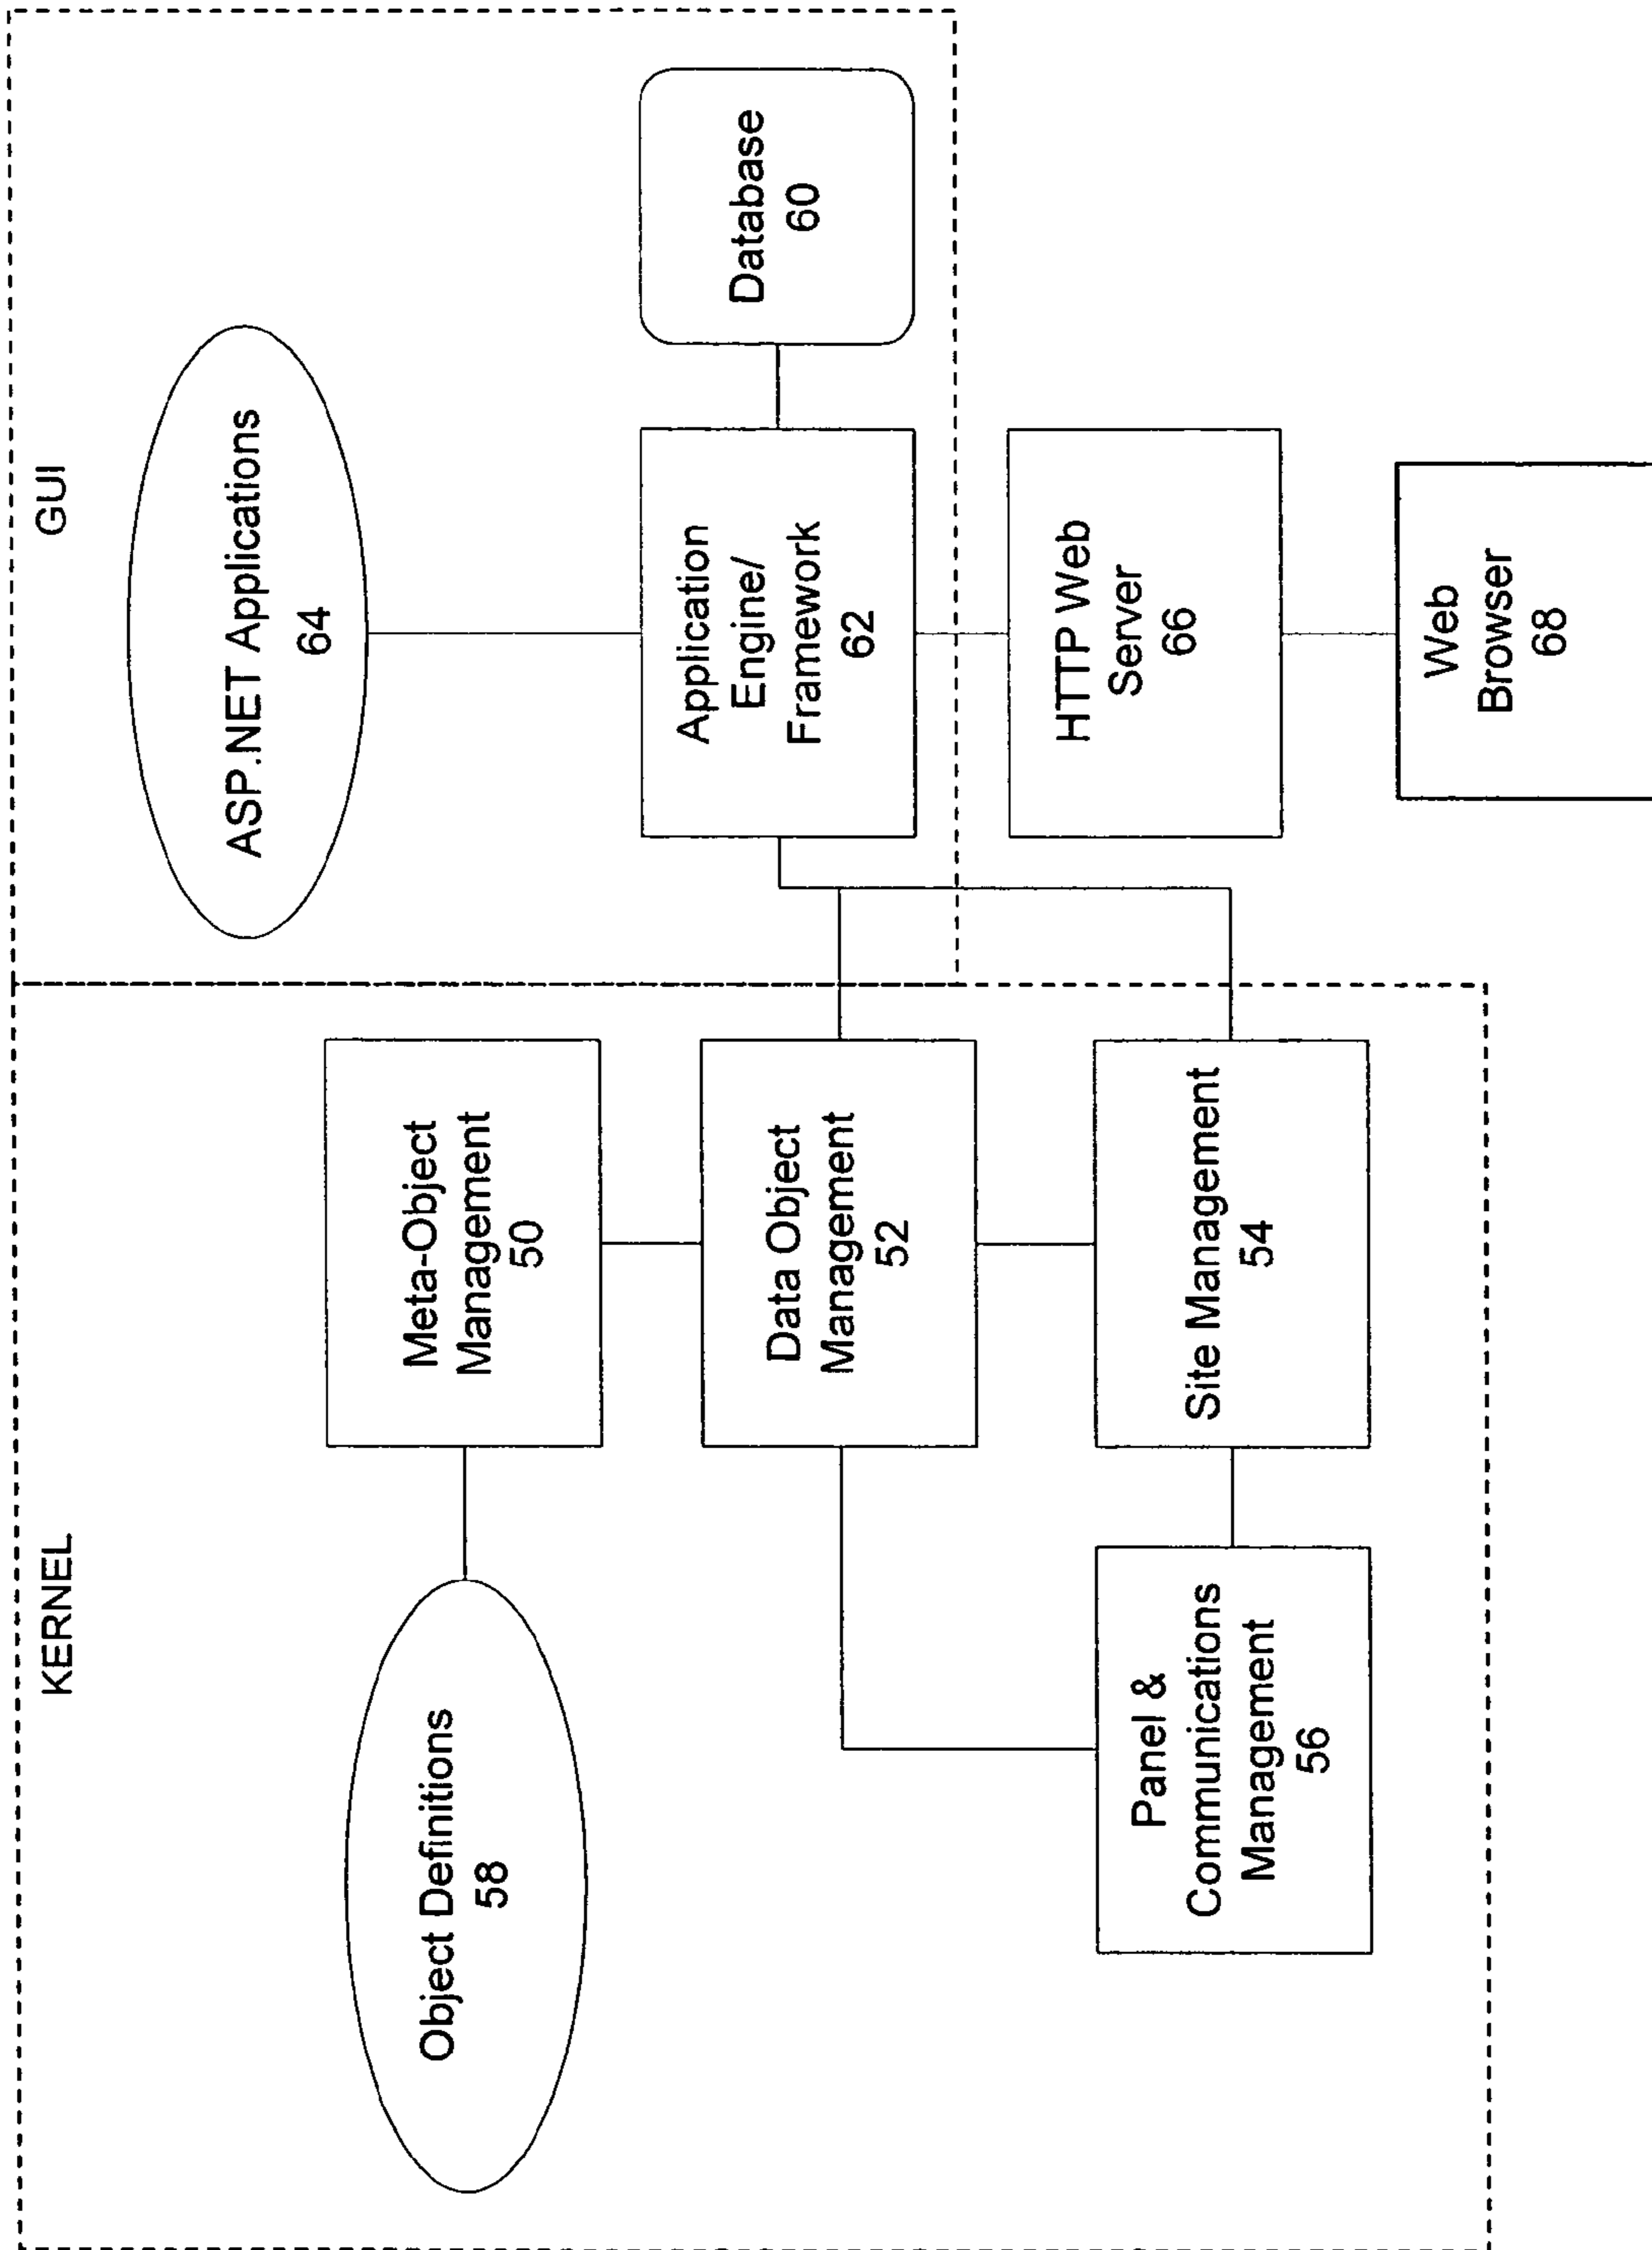 KERNEL
GUI
Object Definitions
58
Meta-Object
Management
50
Data Object
Management
52
Site Management
54
Panel &
Communications
Management
56
ASP.NET Applications
64
Application
Engine/
Framework
62
Database
60
HTTP Web
Server
66
Web
Browser
68